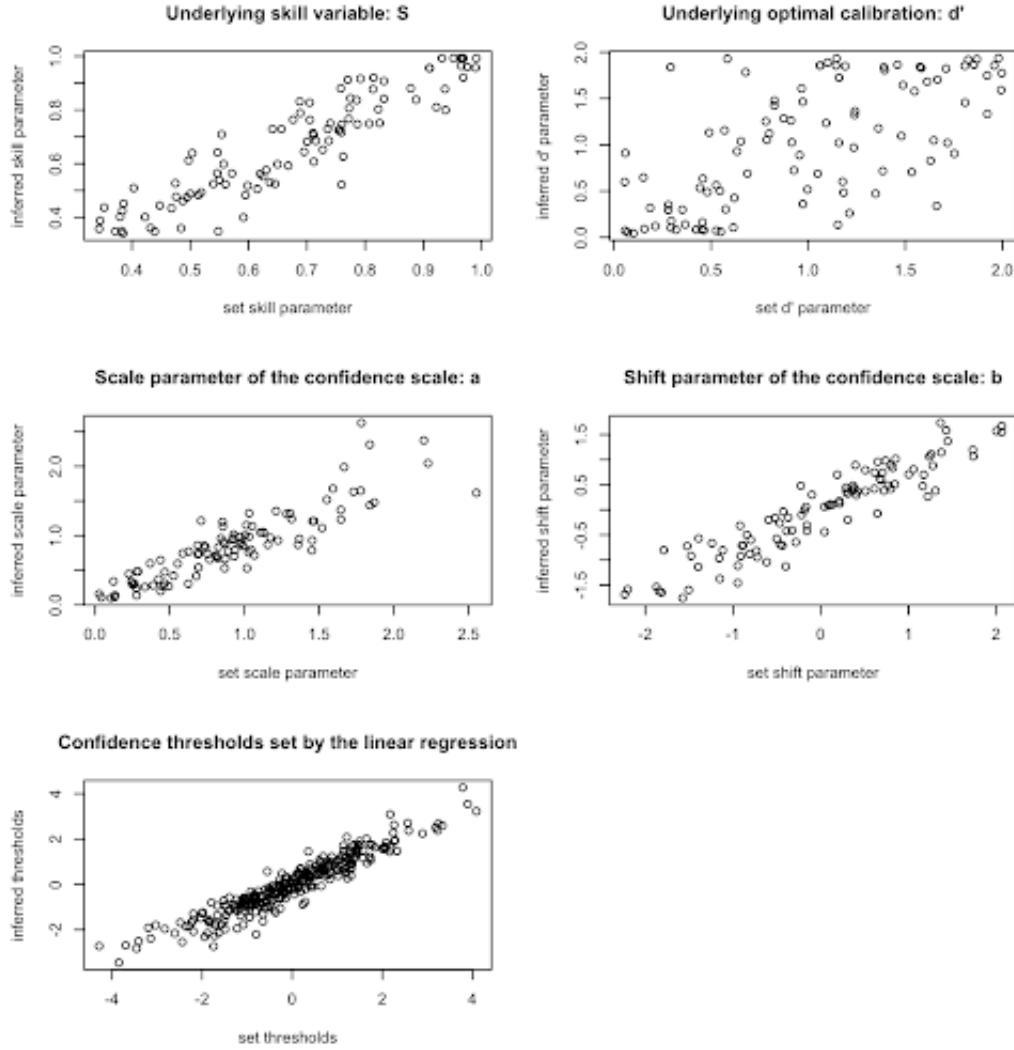 Underlying skill variable: S
inferred skill parameter
1.0
0.8
0.6
0.4
0.4 0.5 0.6 0.7 0.8 0.9 1.0
set skill parameter
Underlying optimal calibration: d'
inferred d' parameter
2.0
1.5
1.0
0.5
0.0
0.0 0.5 1.0 1.5 2.0
set d' parameter
Scale parameter of the confidence scale: a
inferred scale parameter
2.0
1.0
0.0
0.0 0.5 1.0 1.5 2.0 2.5
set scale parameter
Shift parameter of the confidence scale: b
inferred shift parameter
1.5
0.5
-0.5
-1.5
-2 -1 0 1 2
set shift parameter
Confidence thresholds set by the linear regression
inferred thresholds
4
2
0
-2
-4 -2 0 2 4
set thresholds